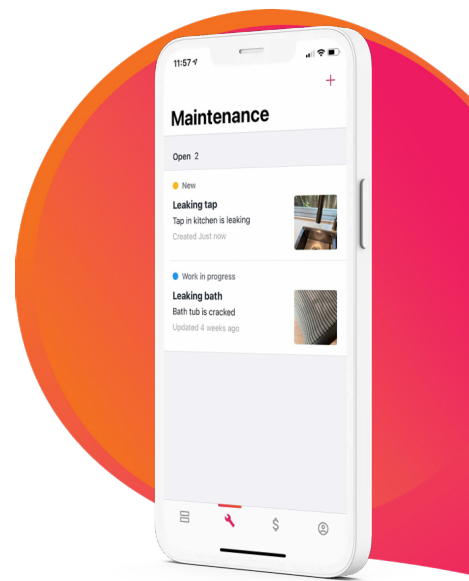 11:57
Maintenance
Open 2
New
Leaking tap
Tap in kitchen is leaking
Created Just now
Work in progress
Leaking bath
Bath tub is cracked
Updated 4 weeks ago